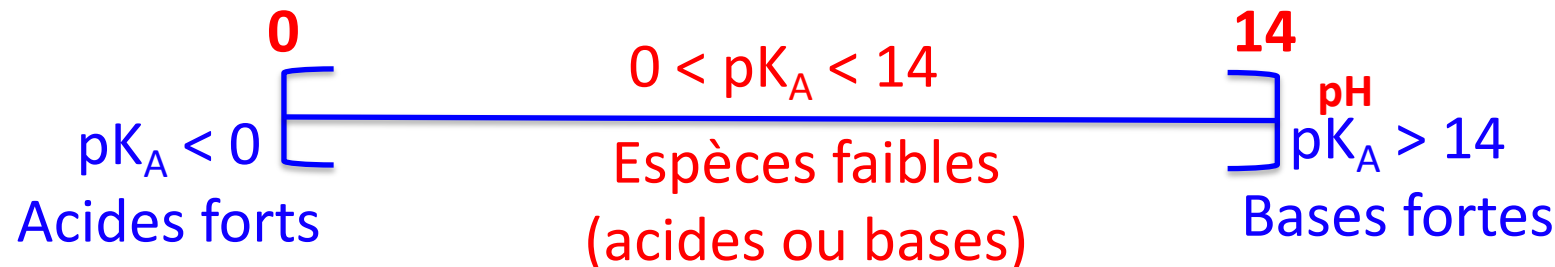 0
14
0 < pKA < 14
pH
pKA < 0
pKA > 14
Espèces faibles
Acides forts
Bases fortes
(acides ou bases)